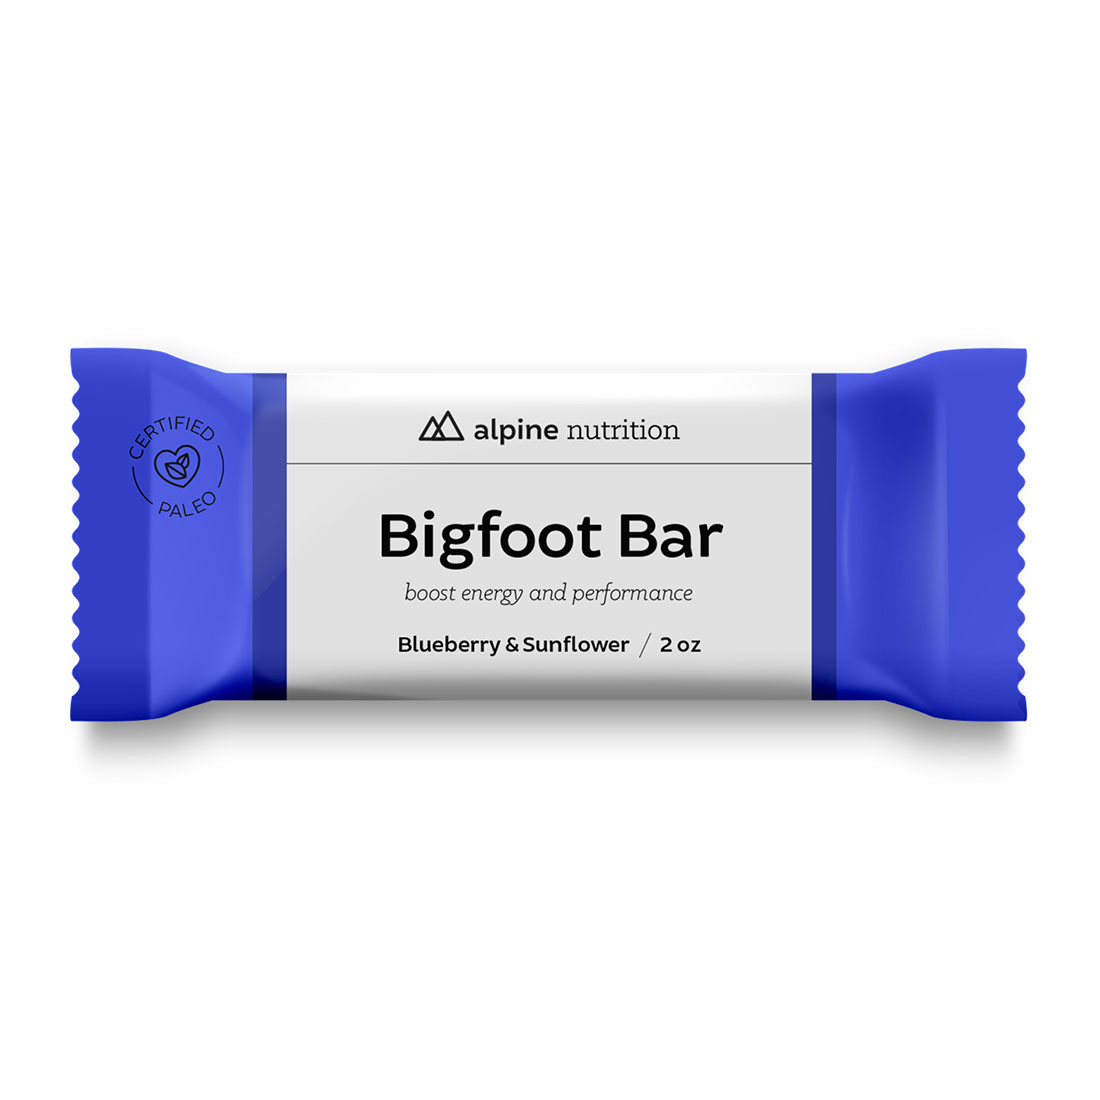 CERTIFIED
PALEO
alpine nutrition
Bigfoot Bar
boost energy and performance
Blueberry & Sunflower / 2 oz